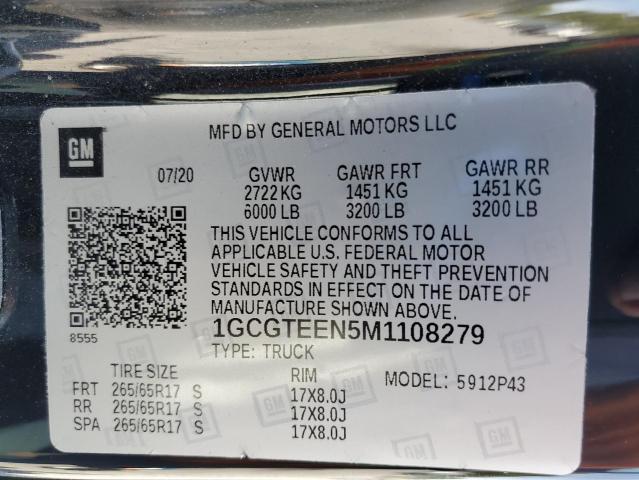 MFD BY GENERAL MOTORS LLC
GM
07/20 GVWR GAWR FRT GAWR RR
2722 KG 1451 KG 1451 KG
6000 LB 3200 LB 3200 LB
THIS VEHICLE CONFORMS TO ALL
APPLICABLE U.S. FEDERAL MOTOR
VEHICLE SAFETY AND THEFT PREVENTION
STANDARDS IN EFFECT ON THE DATE OF
MANUFACTURE SHOWN ABOVE.
8555
1GCGTEEN5M1108279
TYPE: TRUCK
TIRE SIZE RIM MODEL: 5912P43
FRT 265/65R17 S 17X8.0J
RR 265/65R17 S 17X8.0J
SPA 265/65R17 S 17X8.0J